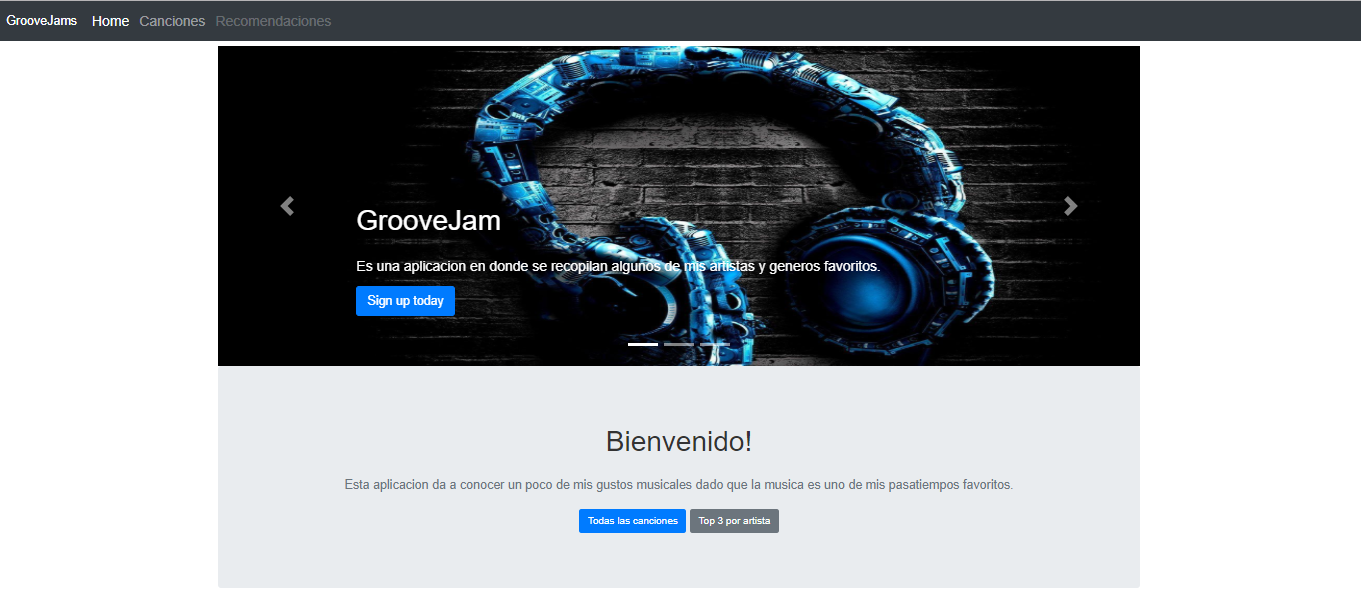 GrooveJams Home Canciones Recomendaciones
GrooveJam
Es una aplicacion en donde se recopilan algunos de mis artistas y generos favoritos.
Sign up today
Bienvenido!
Esta aplicacion da a conocer un poco de mis gustos musicales dado que la musica es uno de mis pasatiempos favoritos.
Todas las canciones Top 3 por artista